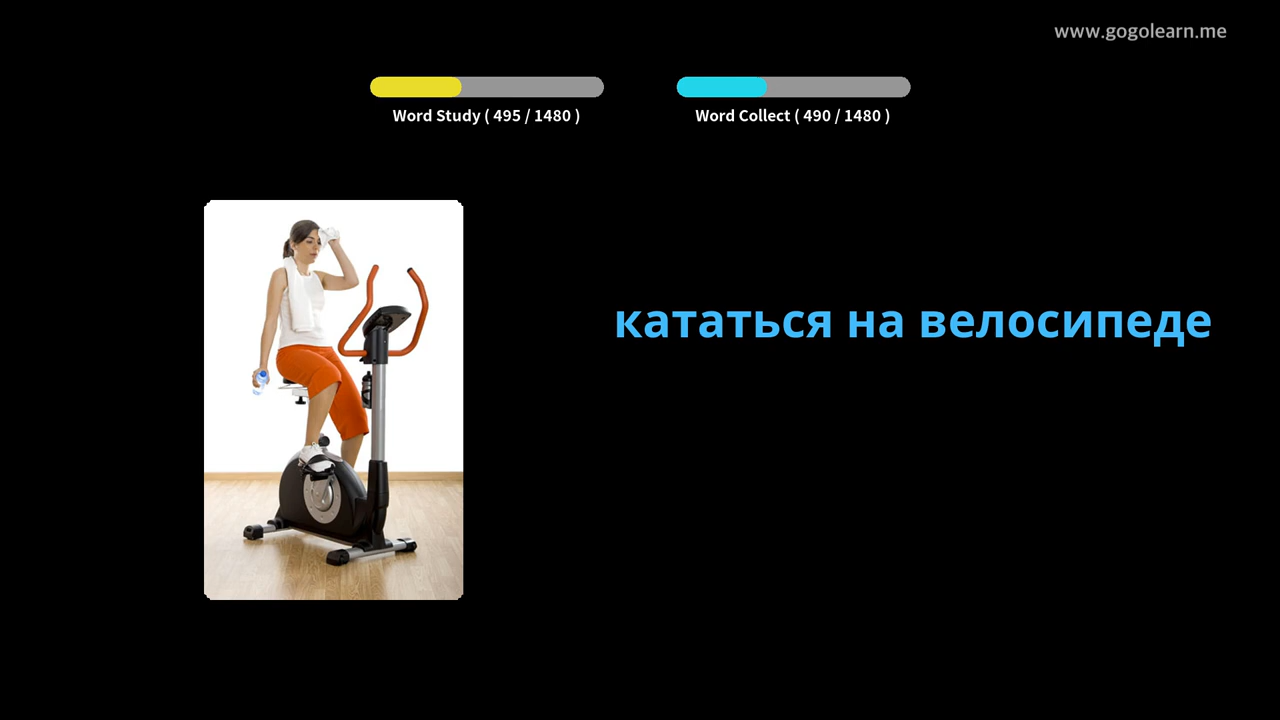 www.gogolearn.me
Word Study ( 495 / 1480 )
Word Collect ( 490 / 1480 )
кататься на велосипеде